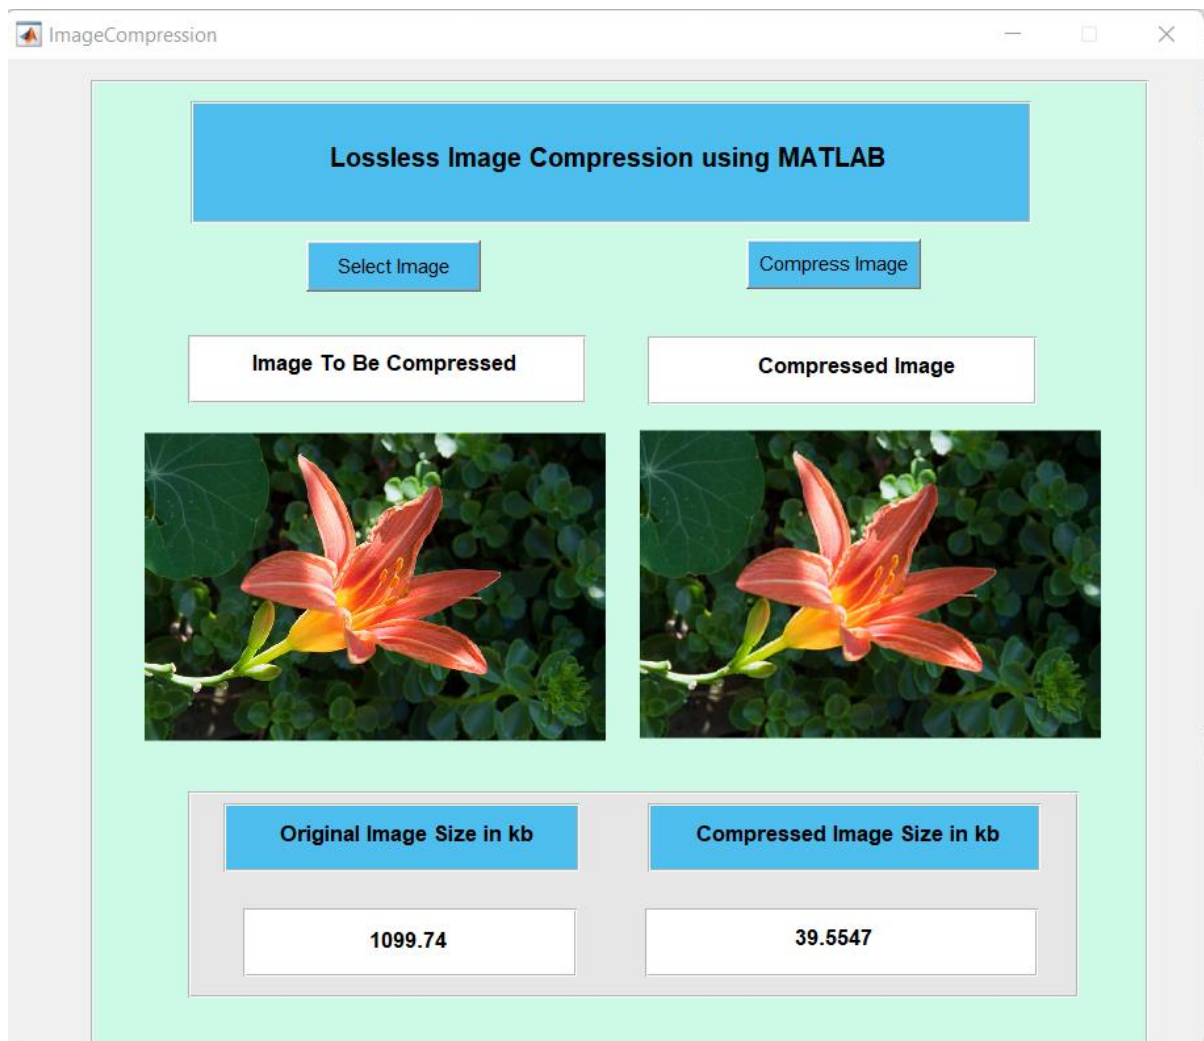 ImageCompression
Lossless Image Compression using MATLAB
Select Image
Compress Image
Image To Be Compressed
Compressed Image
Original Image Size in kb
Compressed Image Size in kb
1099.74
39.5547